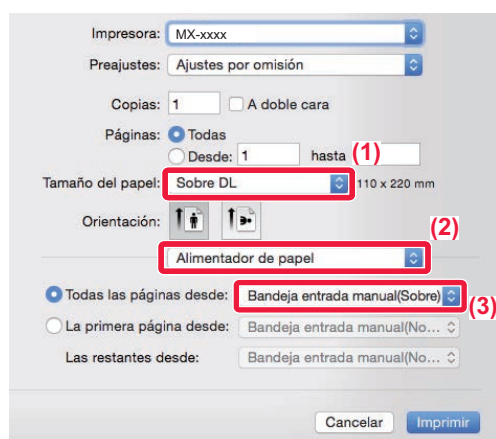 Impresora: MX-xxxx
Preajustes: Ajustes por omisión
Copias: 1 A doble cara
Páginas: Todas
Desde: 1 hasta (1)
Tamaño del papel: Sobre DL 110 x 220 mm
Orientación:
(2)
Alimentador de papel
Todas las páginas desde: Bandeja entrada manual(Sobre)
(3)
La primera página desde: Bandeja entrada manual(No...
Las restantes desde: Bandeja entrada manual(No...
Cancelar Imprimir